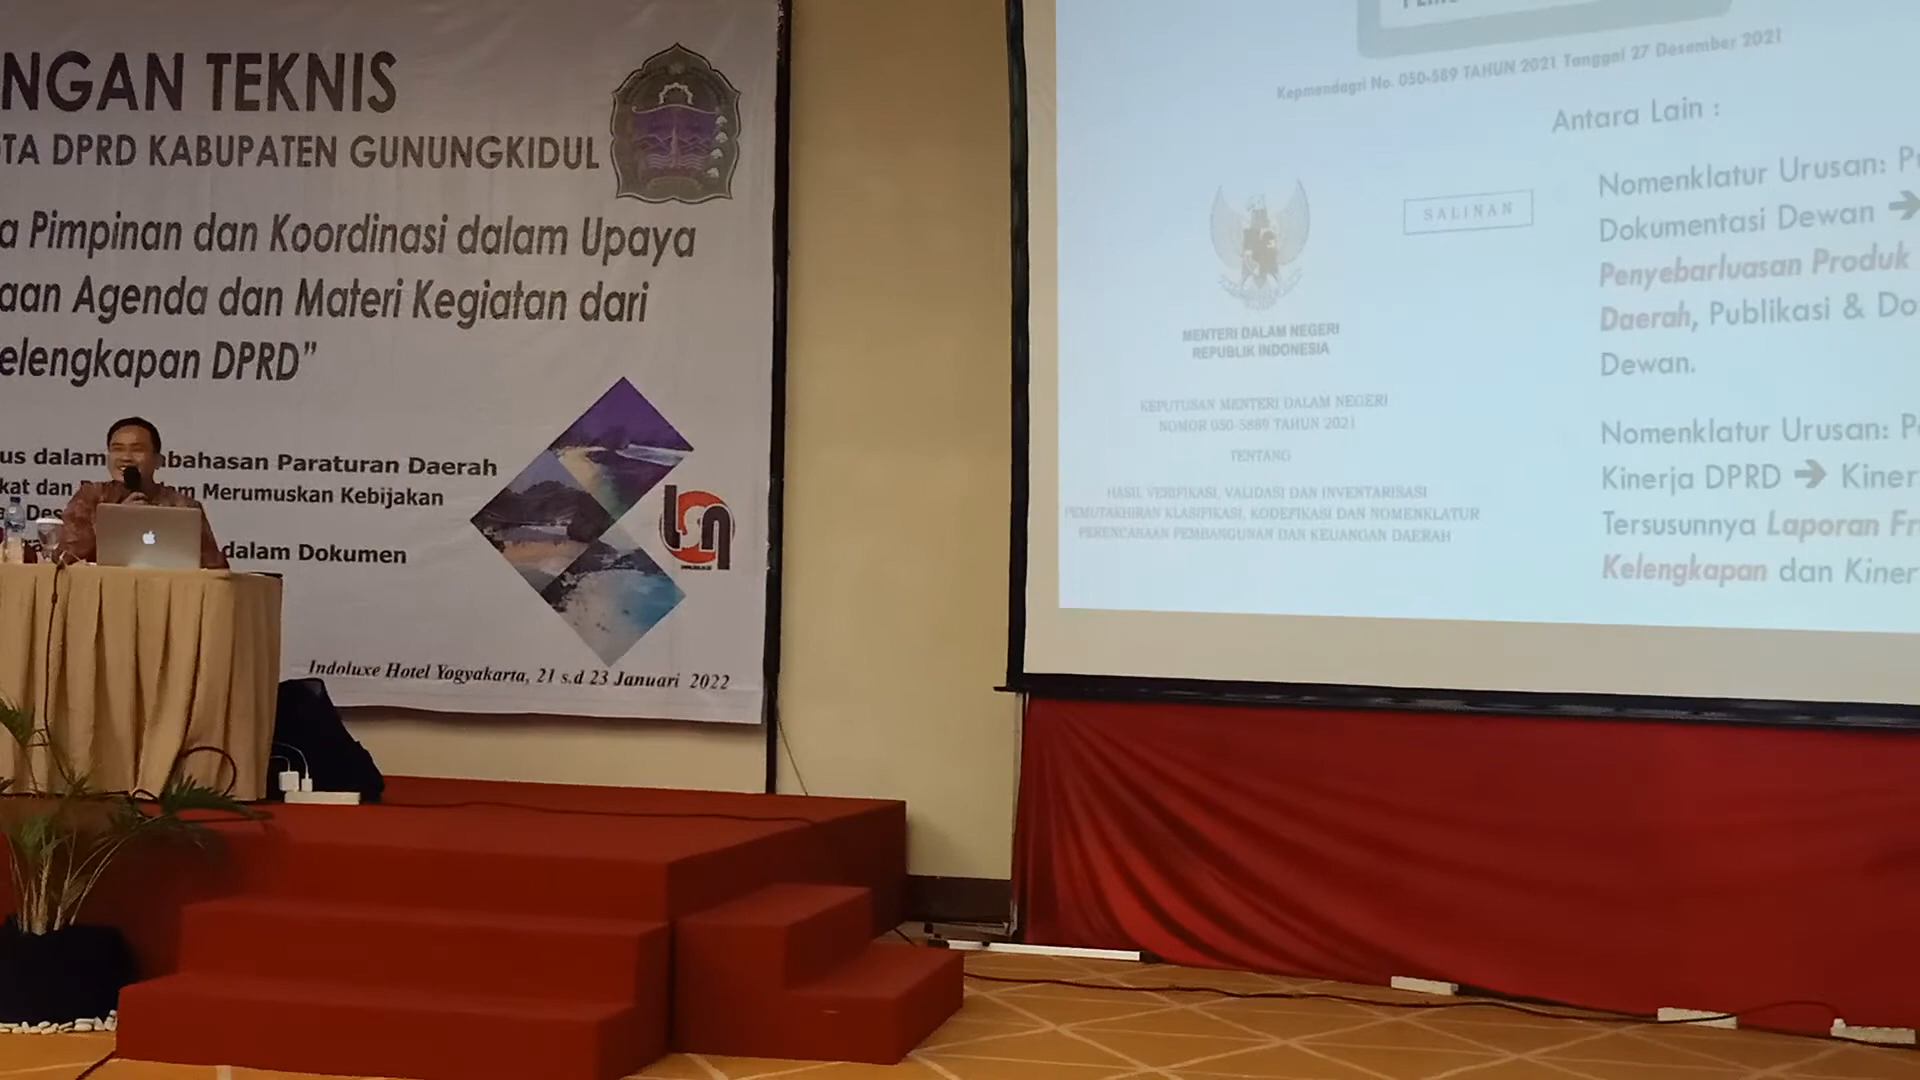 NGAN TEKNIS
TA DPRD KABUPATEN GUNUNGKIDUL
a Pimpinan dan Koordinasi dalam Upaya
aan Agenda dan Materi Kegiatan dari
elengkapan DPRD”
us dalam bahasan Paraturan Daerah
kat dan m Merumuskan Kebijakan
Des
dalam Dokumen
lsn
Indoluxe Hotel Yogyakarta, 21 s.d 23 Januari 2022
Kepmendagri No. 050-589 TAHUN 2021 Tanggal 27 Desember 2021
Antara Lain :
SALINAN
MENTERI DALAM NEGERI
REPUBLIK INDONESIA
KEPUTUSAN MENTERI DALAM NEGERI
NOMOR 050-5889 TAHUN 2021
TENTANG
HASIL VERIFIKASI, VALIDASI DAN INVENTARISASI
PEMUTAKHIRAN KLASIFIKASI, KODEFIKASI DAN NOMENKLATUR
PERENCANAAN PEMBANGUNAN DAN KEUANGAN DAERAH
Nomenklatur Urusan: P
Dokumentasi Dewan ➔
Penyebarluasan Produk
Daerah, Publikasi & Do
Dewan.
Nomenklatur Urusan: P
Kinerja DPRD ➔ Kiner
Tersusunnya Laporan Fr
Kelengkapan dan Kiner